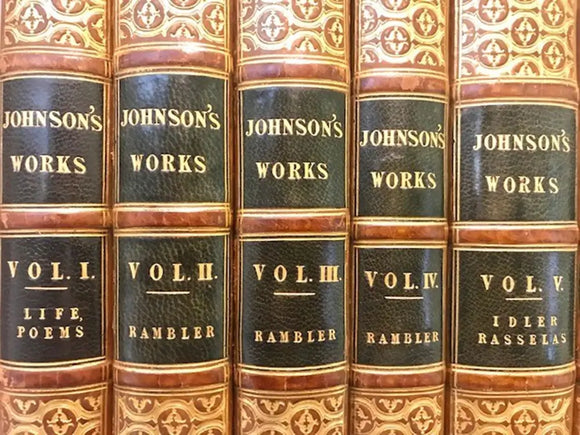 JOHNSON'S
WORKS
VOL. I.
LIFE,
POEMS
JOHNSON'S
WORKS
VOL. II.
RAMBLER
JOHNSON'S
WORKS
VOL. III.
RAMBLER
JOHNSON'S
WORKS
VOL. IV.
RAMBLER
JOHNSON'S
WORKS
VOL. V.
IDLER
RASSELAS